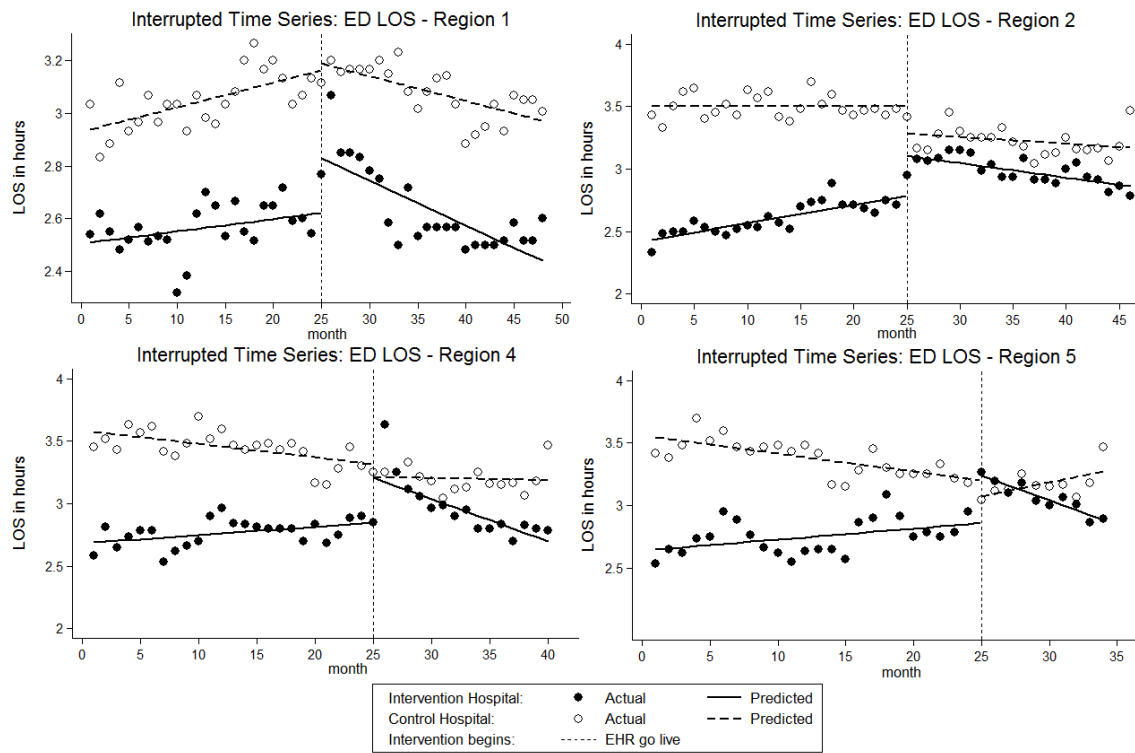 Interrupted Time Series: ED LOS - Region 1
LOS in hours
3.2
3
2.8
2.6
2.4
0 5 10 15 20 25 30 35 40 45 50
month
Interrupted Time Series: ED LOS - Region 2
LOS in hours
4
3.5
3
2.5
2
0 5 10 15 20 25 30 35 40 45
month
Interrupted Time Series: ED LOS - Region 4
LOS in hours
4
3.5
3
2.5
2
0 5 10 15 20 25 30 35 40
month
Interrupted Time Series: ED LOS - Region 5
LOS in hours
4
3.5
3
2.5
0 5 10 15 20 25 30 35
month
Intervention Hospital: Actual Predicted
Control Hospital: Actual Predicted
Intervention begins: EHR go live